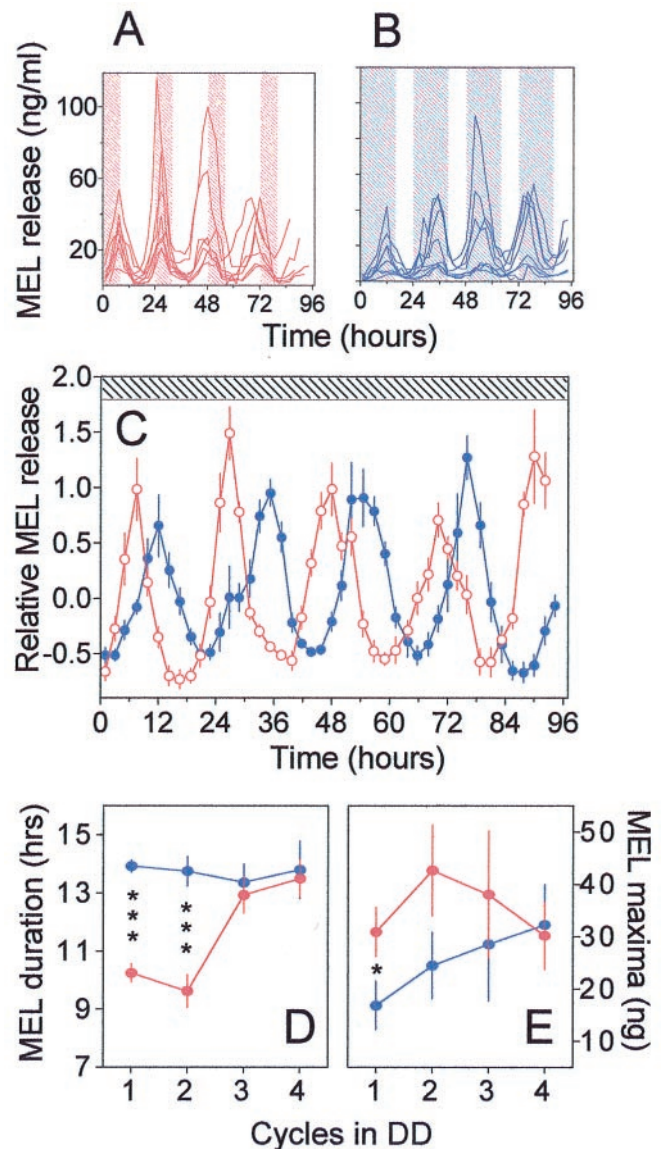 A
B
MEL release (ng/ml)
100
60
20
0 24 48 72 96
0 24 48 72 96
Time (hours)
C
Relative MEL release
2.0
1.5
1.0
0.5
0.0
-0.5
0 12 24 36 48 60 72 84 96
Time (hours)
MEL duration (hrs)
15
13
11
9
7
***
***
D
1 2 3 4
*
E
1 2 3 4
50
40
30
20
10
MEL maxima (ng)
Cycles in DD